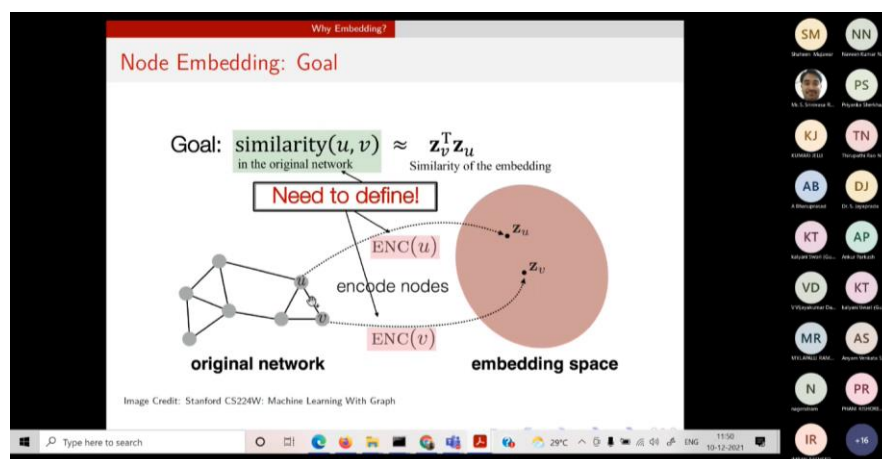 Why Embedding?
Node Embedding: Goal
Goal: similarity(u, v) ≈ z_v^T z_u
in the original network
Similarity of the embedding
Need to define!
z_u
ENC(u)
z_v
u
encode nodes
v
ENC(v)
original network
embedding space
Image Credit: Stanford CS224W: Machine Learning With Graph
SM
NN
PS
KJ
TN
AB
DJ
KT
AP
Ankur Parkash
VD
KT
MR
AS
N
PR
IR
+16
Type here to search
29°C
ENG
11:50
10-12-2021